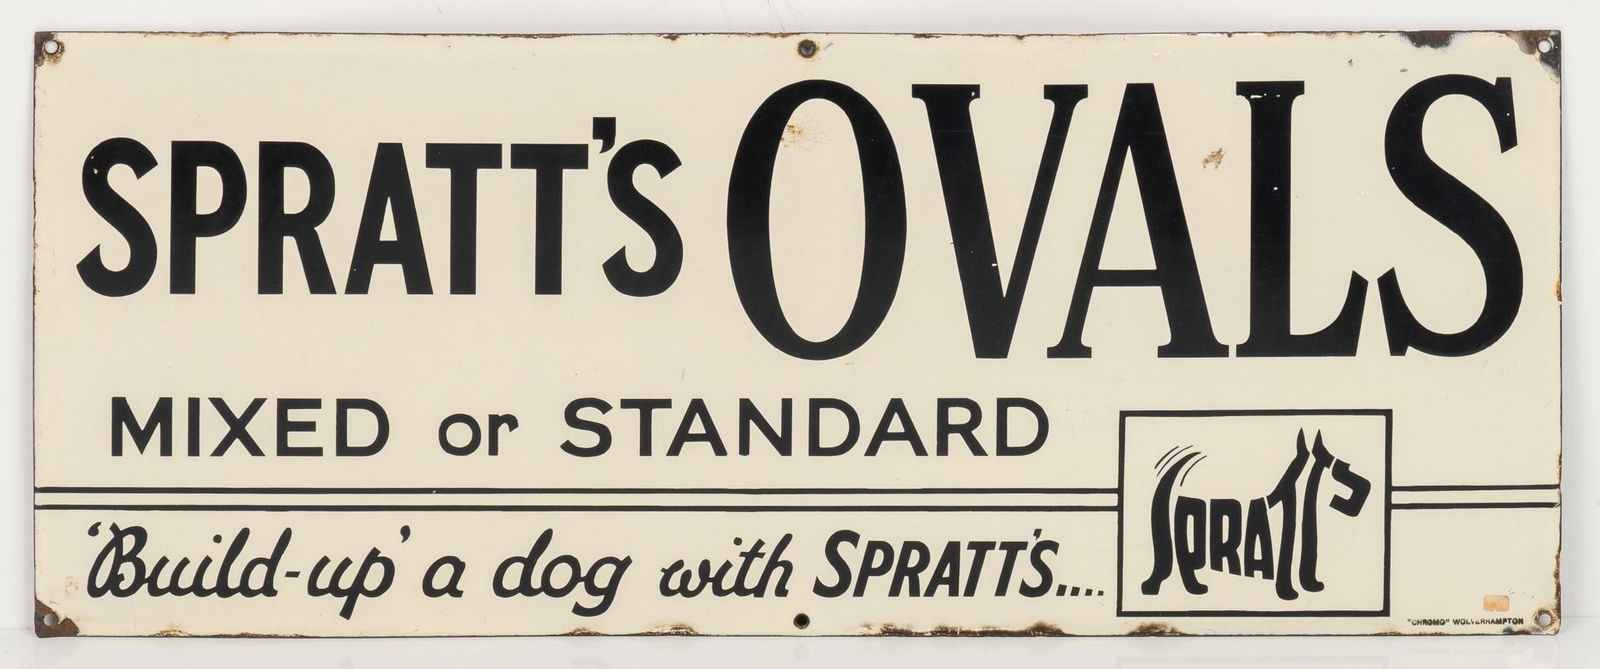 SPRATT'S OVALS
MIXED or STANDARD
'Build-up' a dog with SPRATT'S....
SPRATT'S
"CHROMO" WOLVERHAMPTON